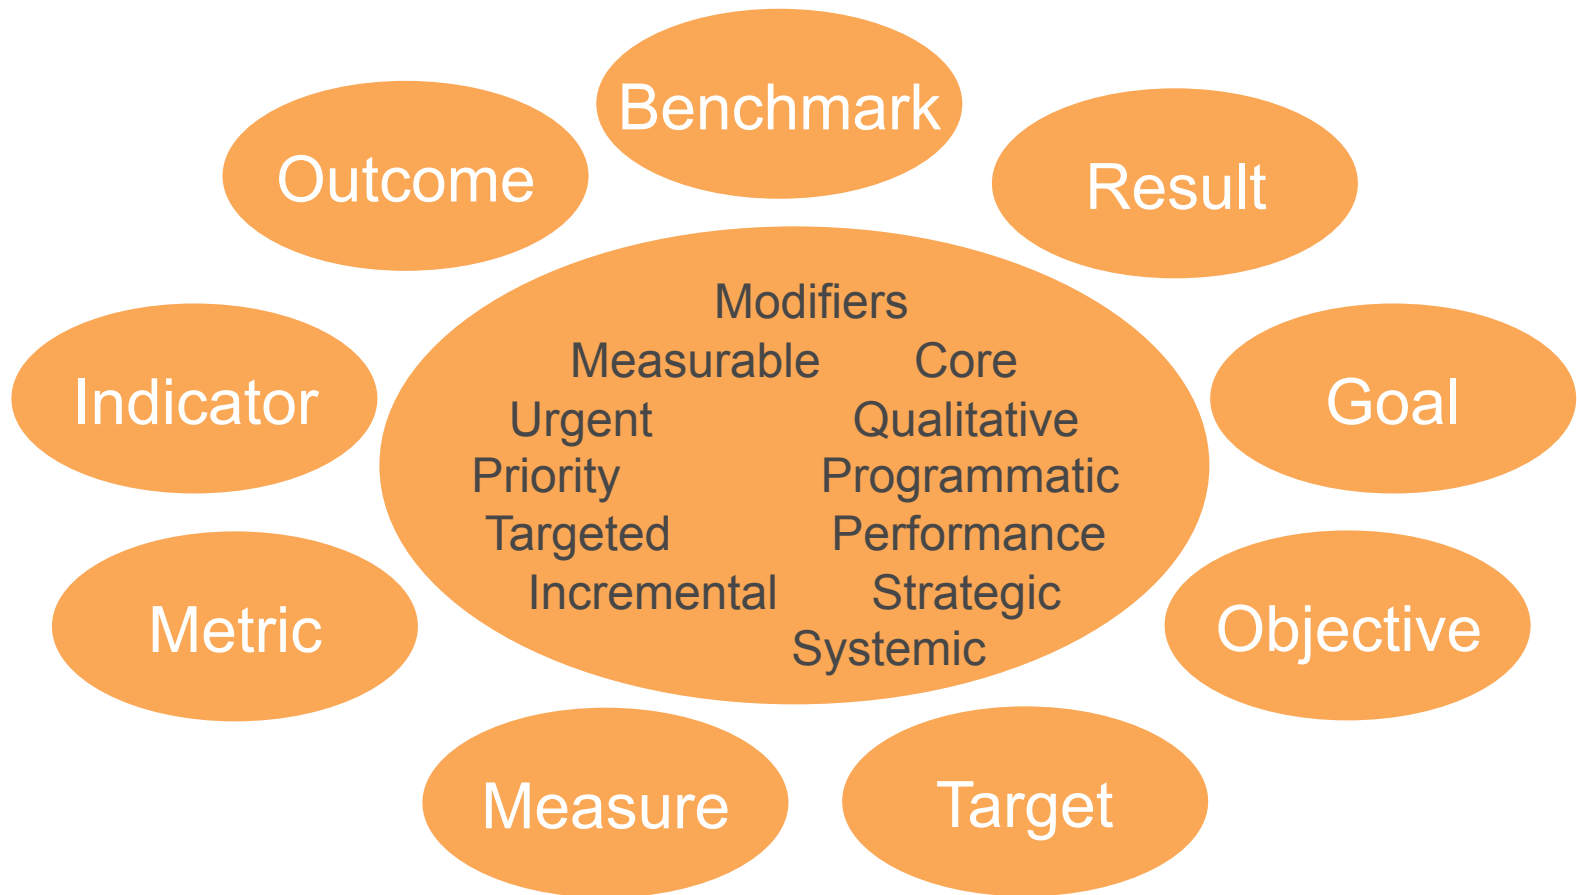 Benchmark
Outcome
Result
Modifiers
Measurable Core
Urgent Qualitative
Priority Programmatic
Targeted Performance
Incremental Strategic
Systemic
Indicator
Goal
Metric
Objective
Measure
Target